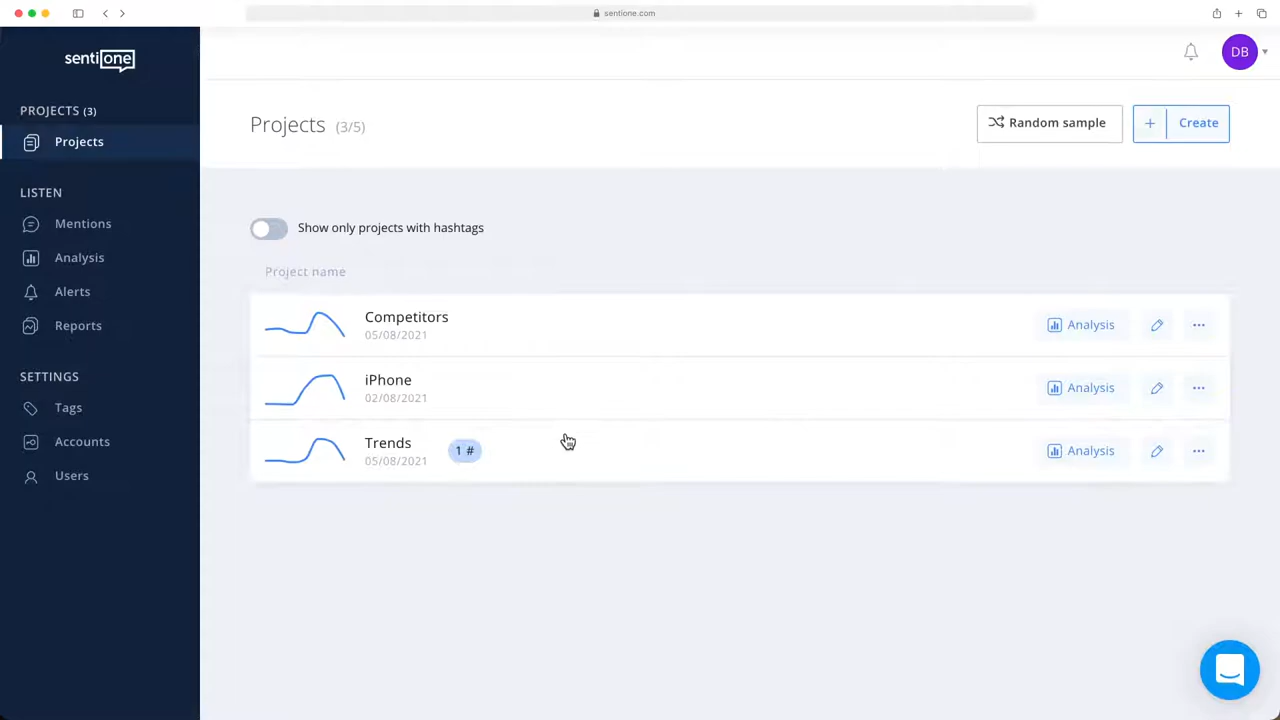 sentione.com
sentione
DB
PROJECTS (3)
Projects
LISTEN
Mentions
Analysis
Alerts
Reports
SETTINGS
Tags
Accounts
Users
Projects (3/5)
Random sample
+ Create
Show only projects with hashtags
Project name
Competitors
05/08/2021
Analysis
iPhone
02/08/2021
Analysis
Trends
05/08/2021
1 #
Analysis